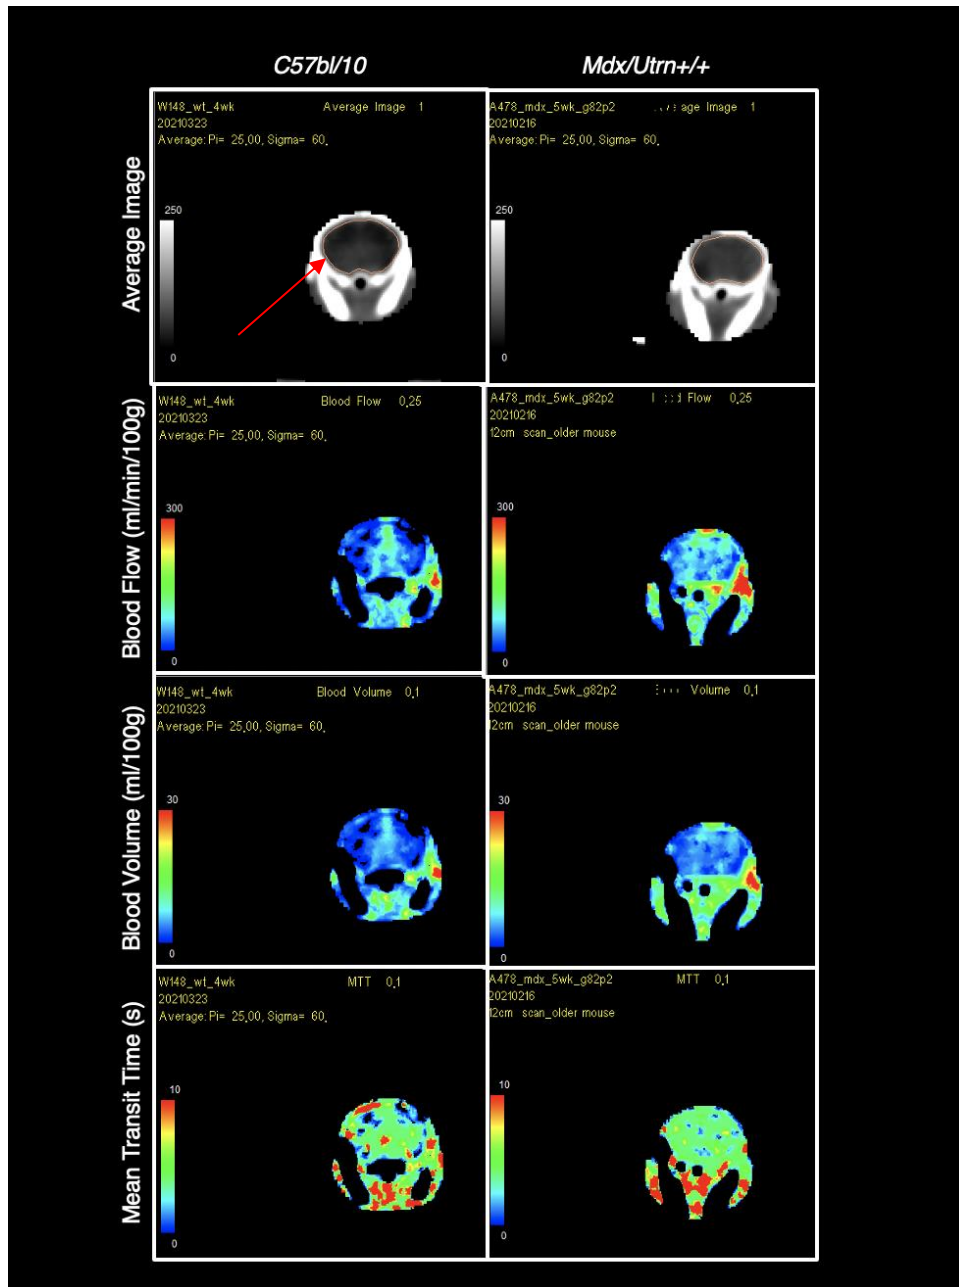 C57bl/10
Mdx/Utrn+/+
Average Image
W148_wt_4wk
Average Image 1
20210323
Average: Pi= 25.00, Sigma= 60.
250
0
A478_mdx_5wk_g82p2
age Image 1
20210216
Average: Pi= 25.00, Sigma= 60.
250
0
Blood Flow (ml/min/100g)
W148_wt_4wk
Blood Flow 0.25
20210323
Average: Pi= 25.00, Sigma= 60.
300
0
A478_mdx_5wk_g82p2
Flow 0.25
20210216
12cm scan_older mouse
300
0
Blood Volume (ml/100g)
W148_wt_4wk
Blood Volume 0.1
20210323
Average: Pi= 25.00, Sigma= 60.
30
0
A478_mdx_5wk_g82p2
Volume 0.1
20210216
12cm scan_older mouse
30
0
Mean Transit Time (s)
W148_wt_4wk
MTT 0.1
20210323
Average: Pi= 25.00, Sigma= 60.
10
0
A478_mdx_5wk_g82p2
MTT 0.1
20210216
12cm scan_older mouse
10
0